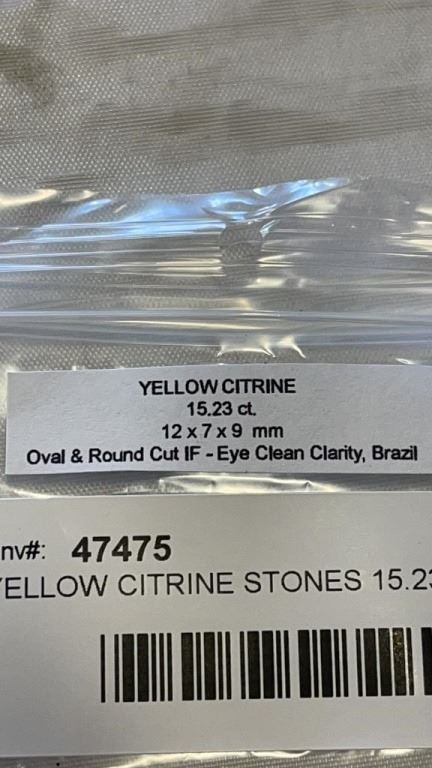 YELLOW CITRINE
15.23 ct.
12 x 7 x 9 mm
Oval & Round Cut IF - Eye Clean Clarity, Brazil
nv#: 47475
YELLOW CITRINE STONES 15.23